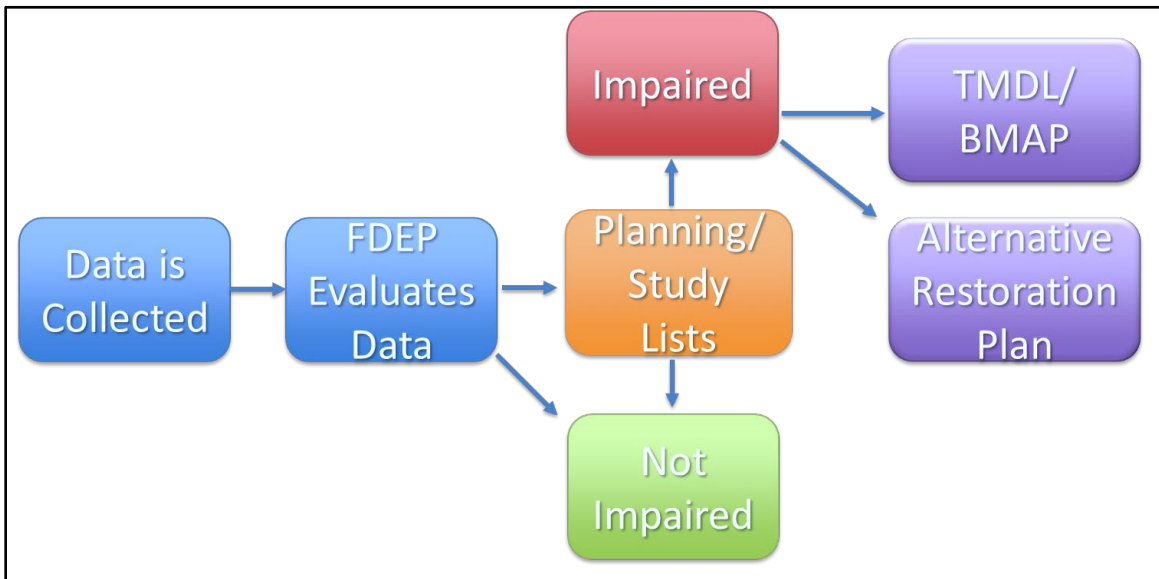 Data is
Collected
FDEP
Evaluates
Data
Planning/
Study
Lists
Impaired
Not
Impaired
TMDL/
BMAP
Alternative
Restoration
Plan